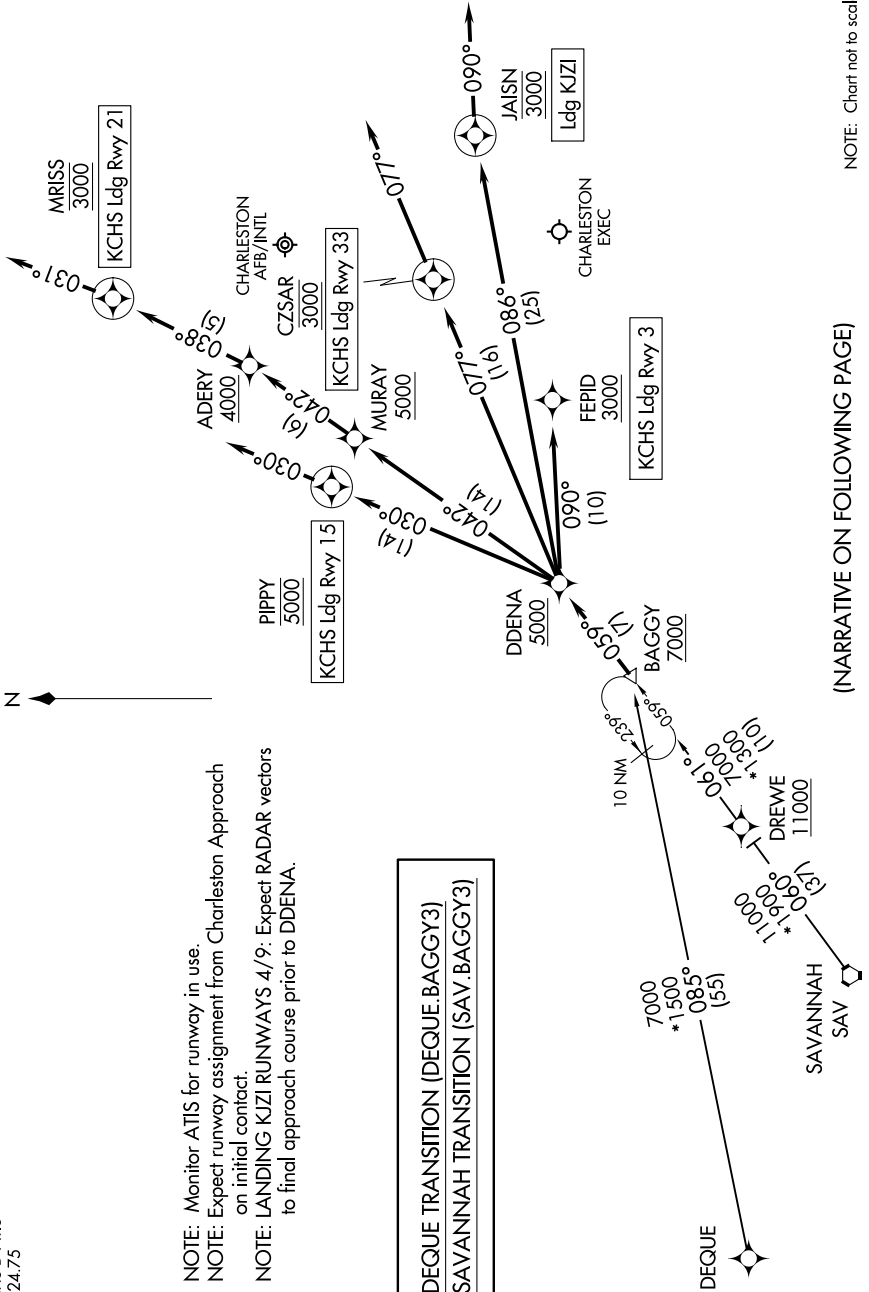 24.75
N
NOTE: Monitor ATIS for runway in use.
NOTE: Expect runway assignment from Charleston Approach
on initial contact.
NOTE: LANDING KJZI RUNWAYS 4/9: Expect RADAR vectors
to final approach course prior to DDENA.
DEQUE TRANSITION (DEQUE.BAGGY3)
SAVANNAH TRANSITION (SAV.BAGGY3)
MRISS
3000
KCHS Ldg Rwy 21
031°
038°
(5)
ADERY
4000
042°
(6)
MURAY
5000
042°
(14)
CHARLESTON
AFB/INTL
CZSAR
3000
KCHS Ldg Rwy 33
077°
077°
(16)
PIPPY
5000
KCHS Ldg Rwy 15
030°
030°
(14)
JAISN
3000
Ldg KJZI
090°
086°
(25)
CHARLESTON
EXEC
FEPID
3000
KCHS Ldg Rwy 3
090°
(10)
DDENA
5000
059°
(7)
BAGGY
7000
239°
059°
10 NM
061°
7000
*1300
(10)
DREWE
11000
11000
*1900
060°
(37)
SAVANNAH
SAV
7000
*1500
085°
(55)
DEQUE
(NARRATIVE ON FOLLOWING PAGE)
NOTE: Chart not to scal